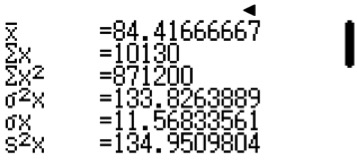 x̄ =84.41666667
Σx =10130
Σx² =871200
σ²x =133.8263889
σx =11.56833561
s²x =134.9509804